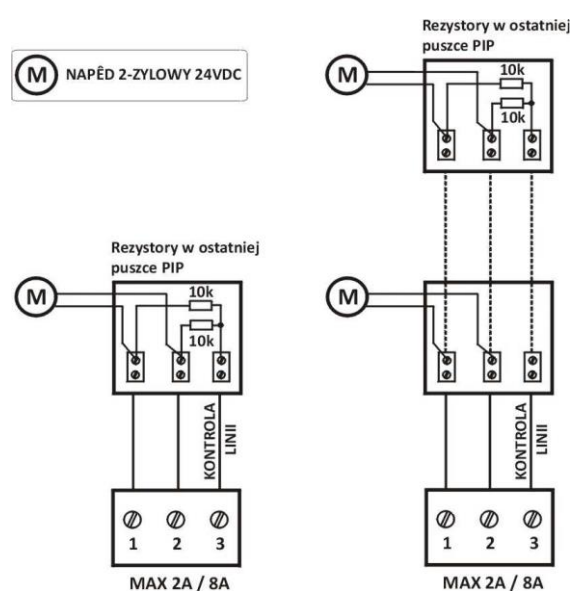 M NAPÊD 2-ZYLOWY 24VDC
Rezystory w ostatniej
puszce PIP
M
10k
10k
M
KONTROLA
LINII
1 2 3
MAX 2A / 8A
Rezystory w ostatniej
puszce PIP
M
10k
10k
M
KONTROLA
LINII
1 2 3
MAX 2A / 8A